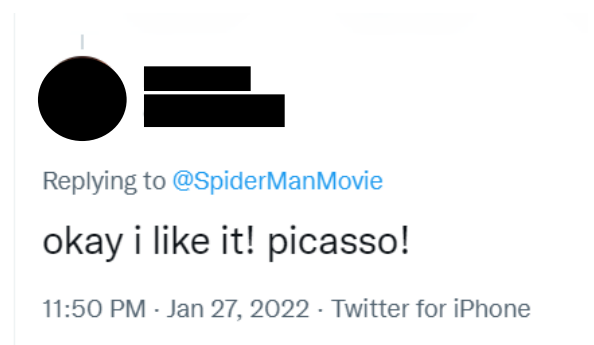 Replying to @SpiderManMovie
okay i like it! picasso!
11:50 PM · Jan 27, 2022 · Twitter for iPhone